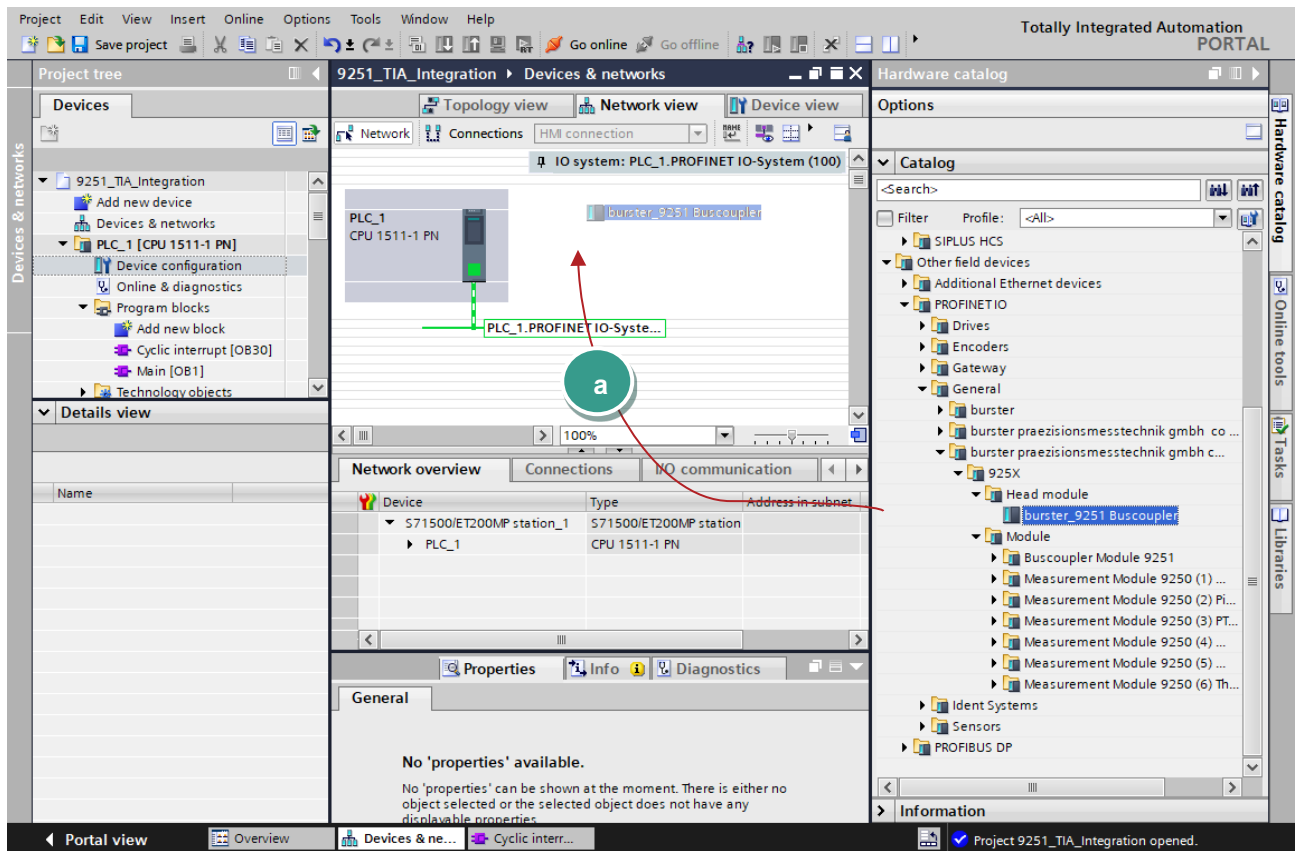 Project Edit View Insert Online Options Tools Window Help
Totally Integrated Automation
PORTAL
Save project Go online Go offline
Project tree
Devices
Devices & networks
9251_TIA_Integration
Add new device
Devices & networks
PLC_1 [CPU 1511-1 PN]
Device configuration
Online & diagnostics
Program blocks
Add new block
Cyclic interrupt [OB30]
Main [OB1]
Technology objects
Details view
Name
9251_TIA_Integration Devices & networks
Topology view Network view Device view
Network Connections HMI connection
IO system: PLC_1.PROFINET IO-System (100)
PLC_1
CPU 1511-1 PN
burster_9251 Buscoupler
PLC_1.PROFINET IO-Syste...
a
100%
Network overview Connections I/O communication
Device Type Address in subnet
S71500/ET200MP station_1 S71500/ET200MP station
PLC_1 CPU 1511-1 PN
Properties Info Diagnostics
General
No 'properties' available.
No 'properties' can be shown at the moment. There is either no
object selected or the selected object does not have any
displayable properties
Hardware catalog
Options
Catalog
<Search>
Filter Profile: <All>
SIPLUS HCS
Other field devices
Additional Ethernet devices
PROFINET IO
Drives
Encoders
Gateway
General
burster
burster praezisionsmesstechnik gmbh co ...
burster praezisionsmesstechnik gmbh c...
925X
Head module
burster_9251 Buscoupler
Module
Buscoupler Module 9251
Measurement Module 9250 (1) ...
Measurement Module 9250 (2) Pi...
Measurement Module 9250 (3) PT...
Measurement Module 9250 (4) ...
Measurement Module 9250 (5) ...
Measurement Module 9250 (6) Th...
Ident Systems
Sensors
PROFIBUS DP
Information
Hardware catalog
Online tools
Tasks
Libraries
Portal view Overview Devices & ne... Cyclic interr... Project 9251_TIA_Integration opened.